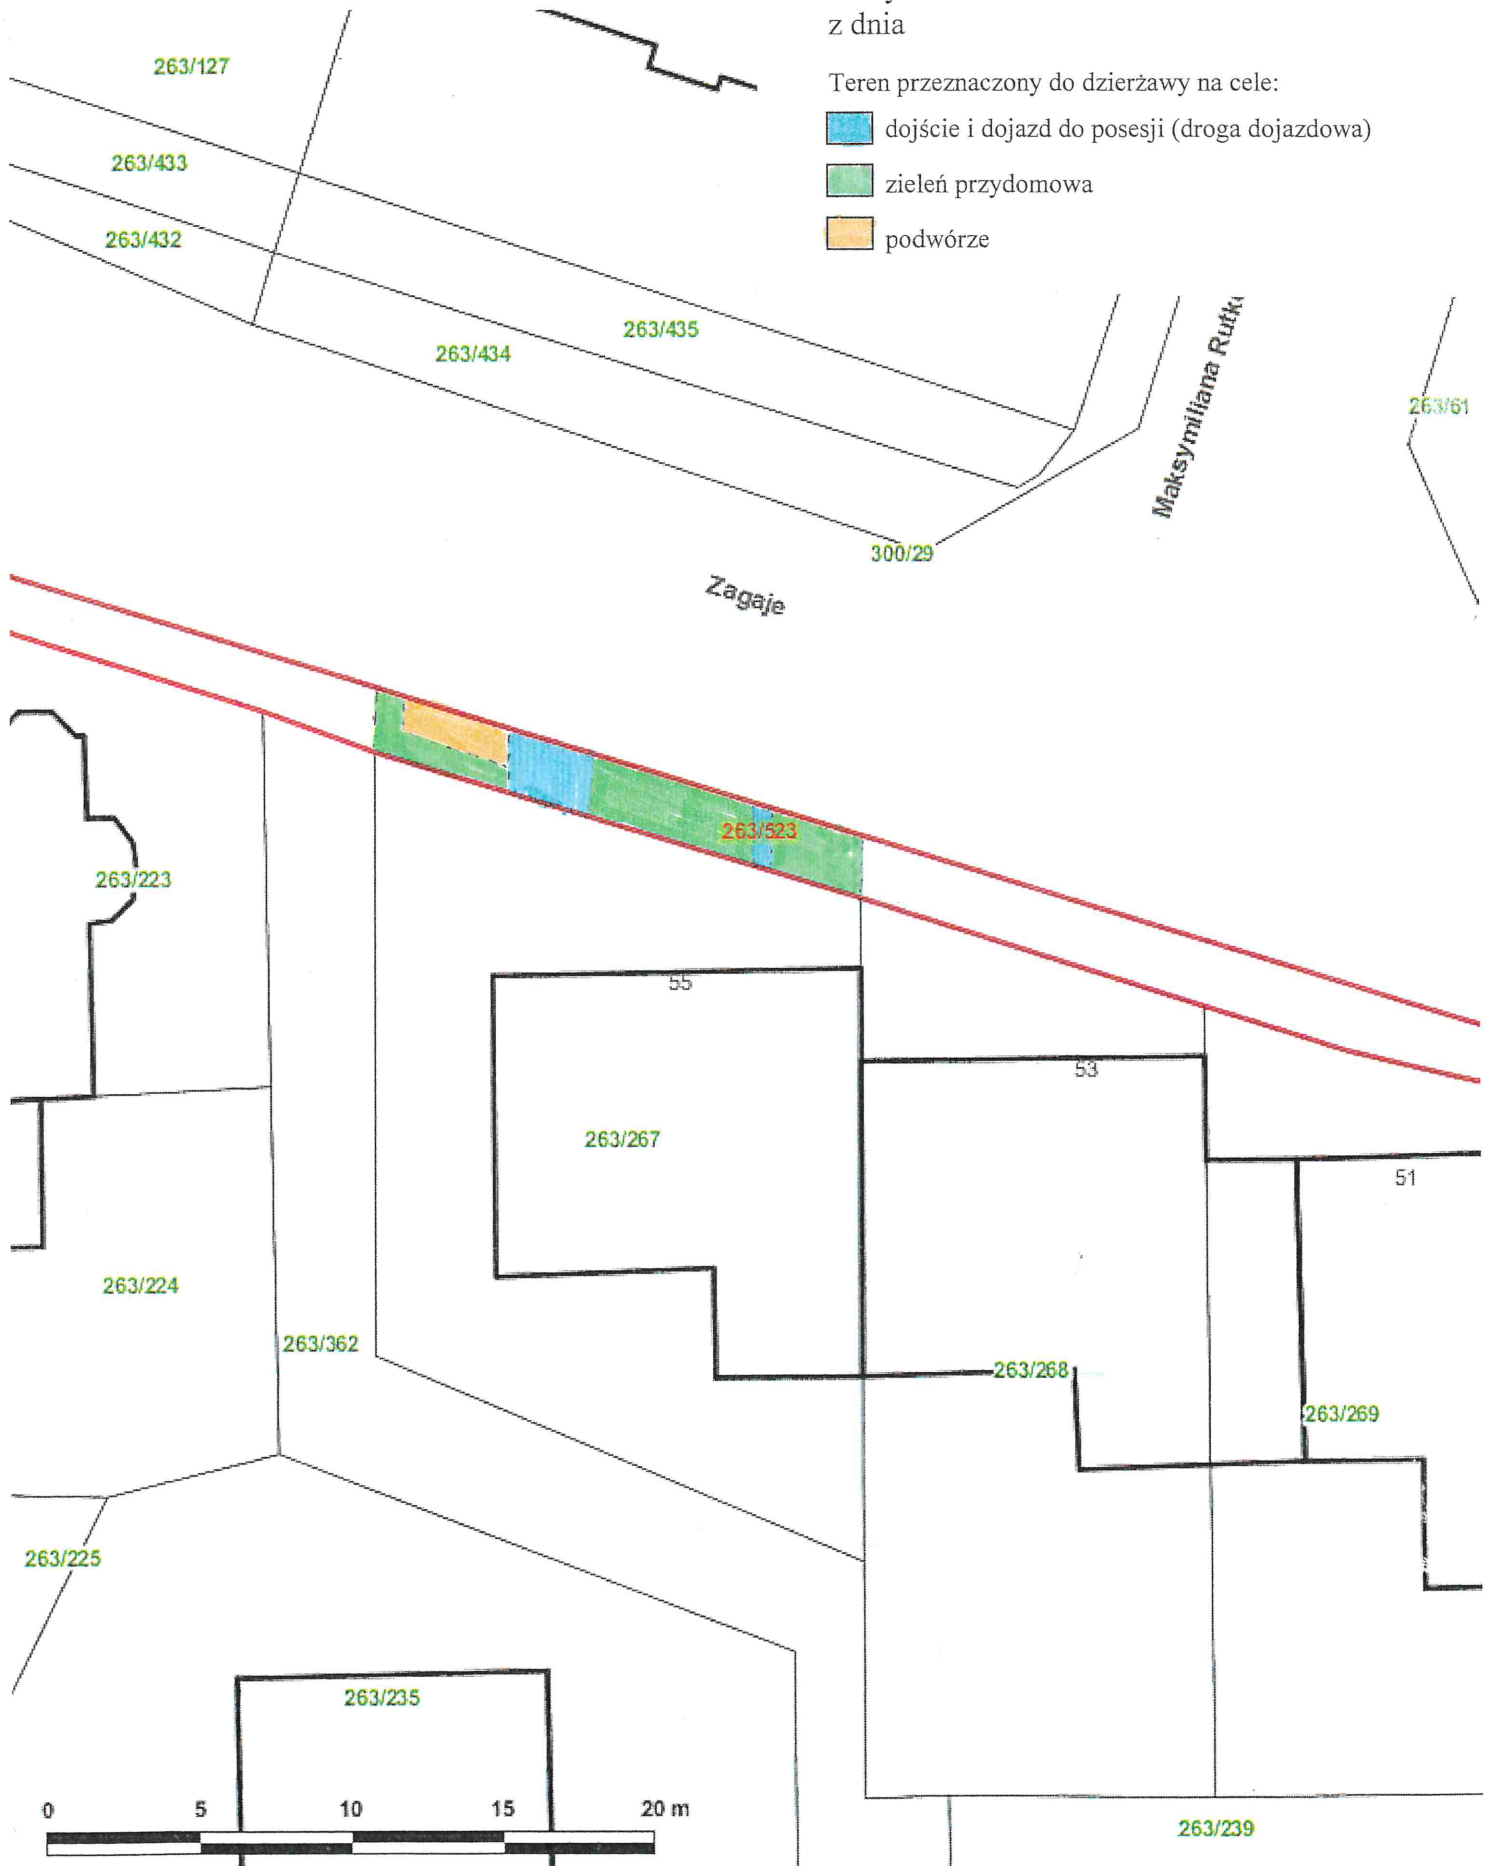 z dnia
Teren przeznaczony do dzierżawy na cele:
dojście i dojazd do posesji (droga dojazdowa)
zieleń przydomowa
podwórze
263/127
263/433
263/432
263/435
263/434
Maksymiliana
263/61
300/29
Zagaje
263/523
263/223
55
53
263/267
51
263/224
263/362
263/268
263/269
263/225
263/235
0 5 10 15 20 m
263/239